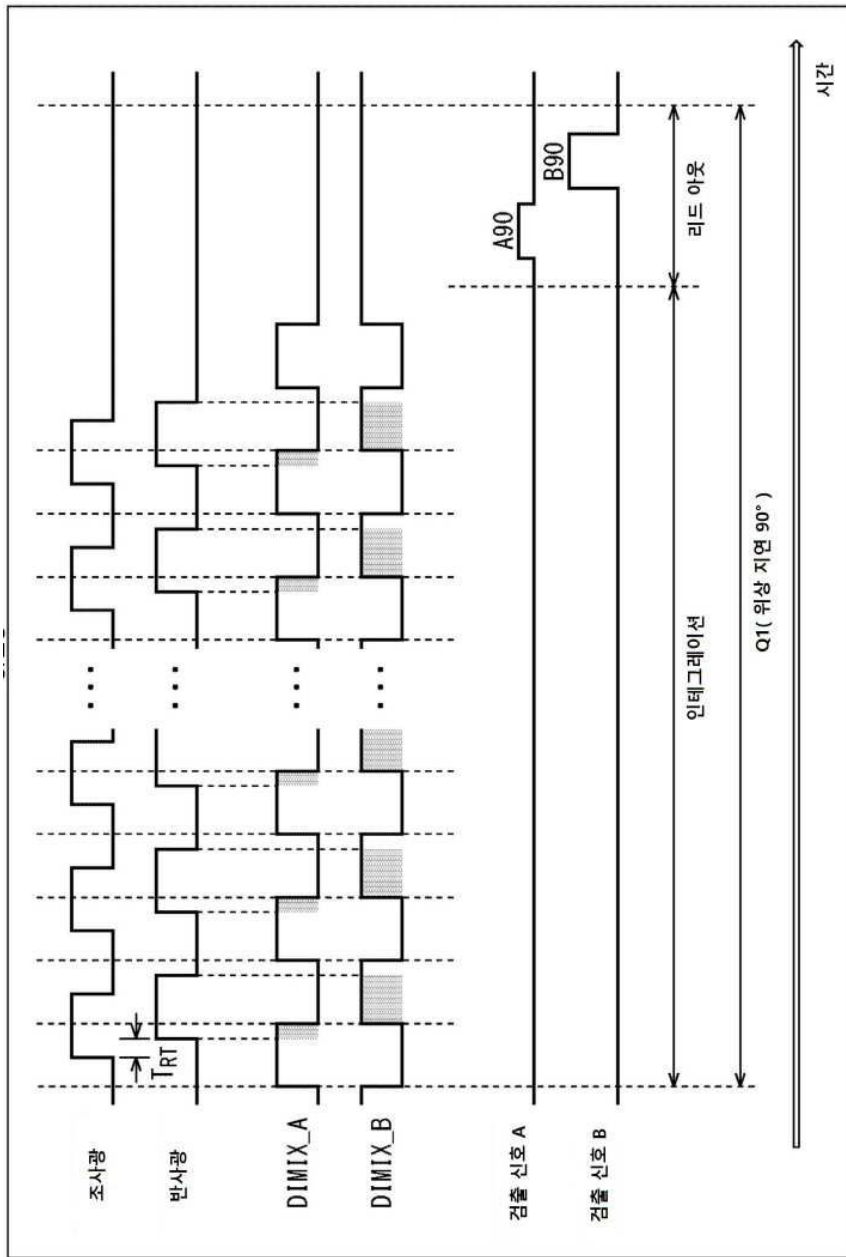 조사광
반사광
DIMIX_A
DIMIX_B
검출 신호 A
검출 신호 B
TRT
...
...
...
...
A90
B90
인테그레이션
리드 아웃
Q1( 위상 지연 90° )
시간